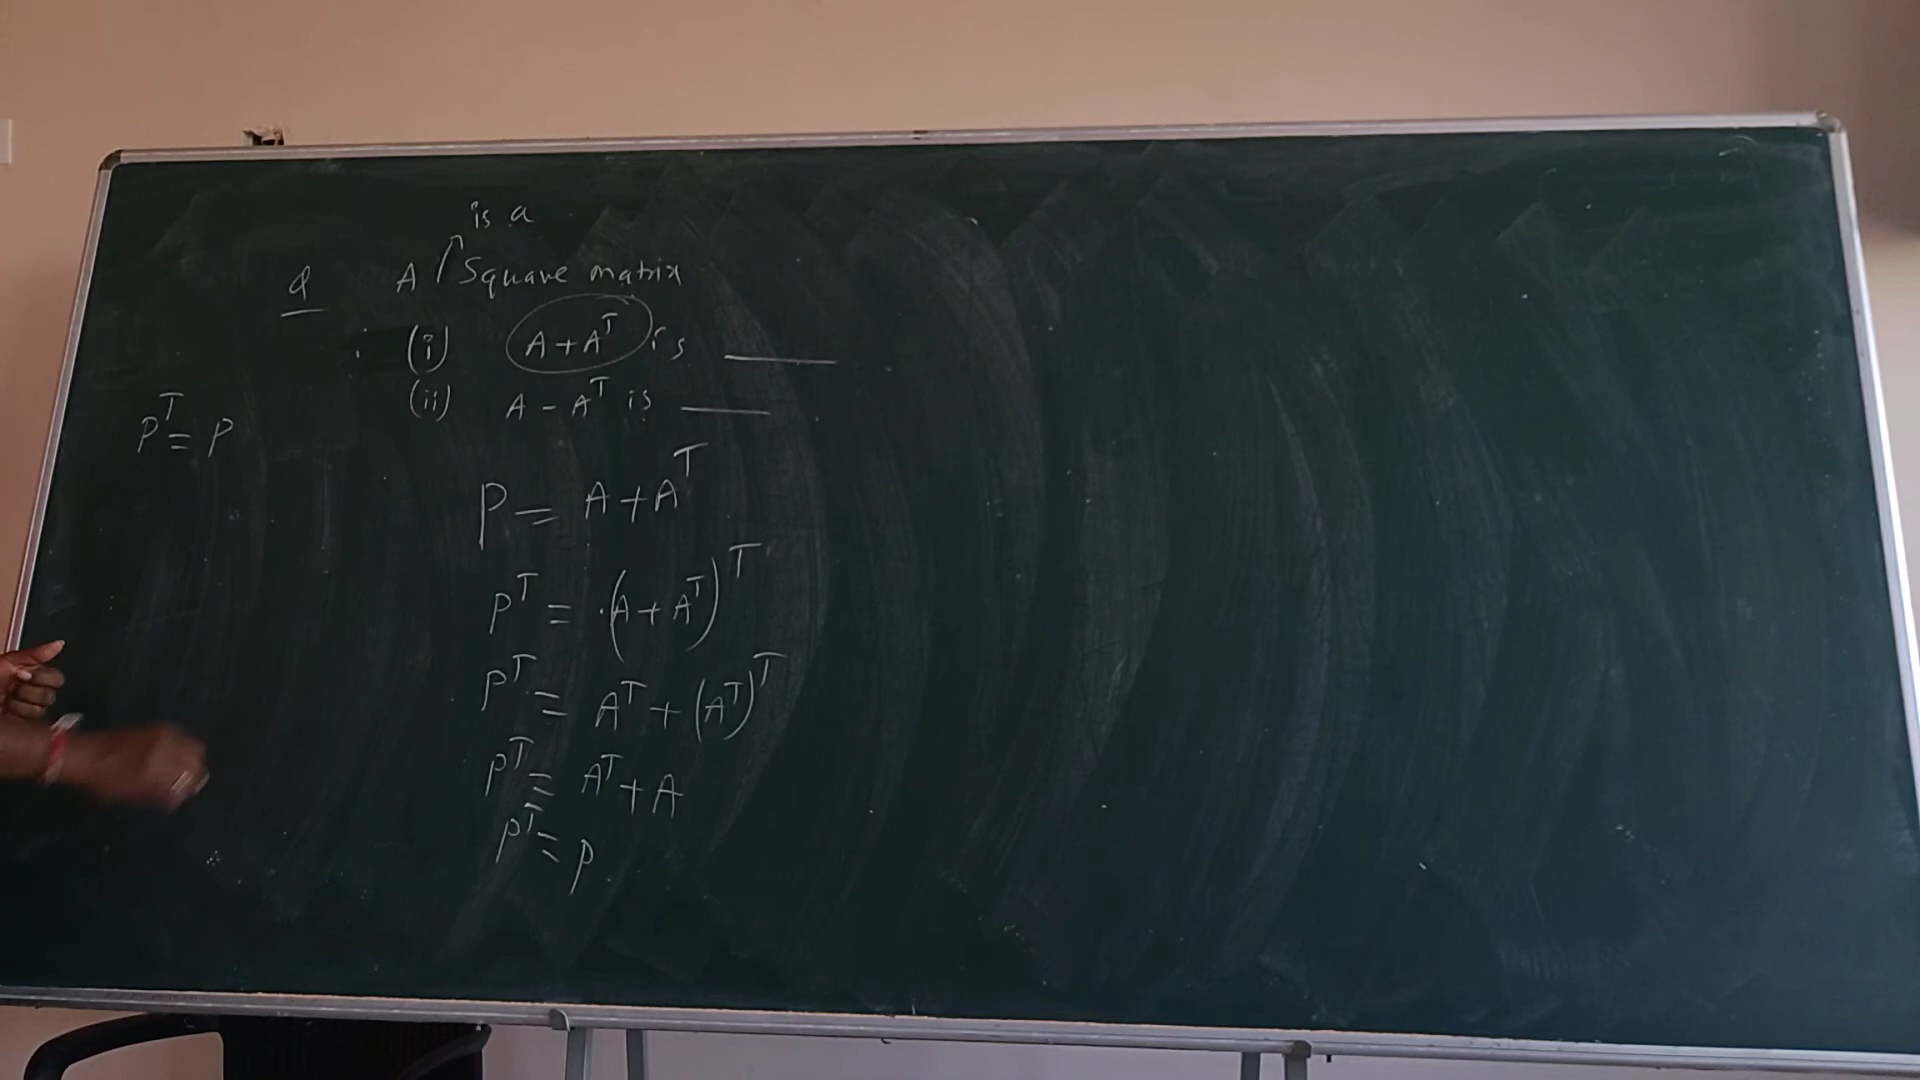 is a
Q A Square matrix
(i) A + Aᵀ is ____
(ii) A - Aᵀ is ____
Pᵀ = P
P = A + Aᵀ
Pᵀ = (A + Aᵀ)ᵀ
Pᵀ = Aᵀ + (Aᵀ)ᵀ
Pᵀ = Aᵀ + A
Pᵀ = P